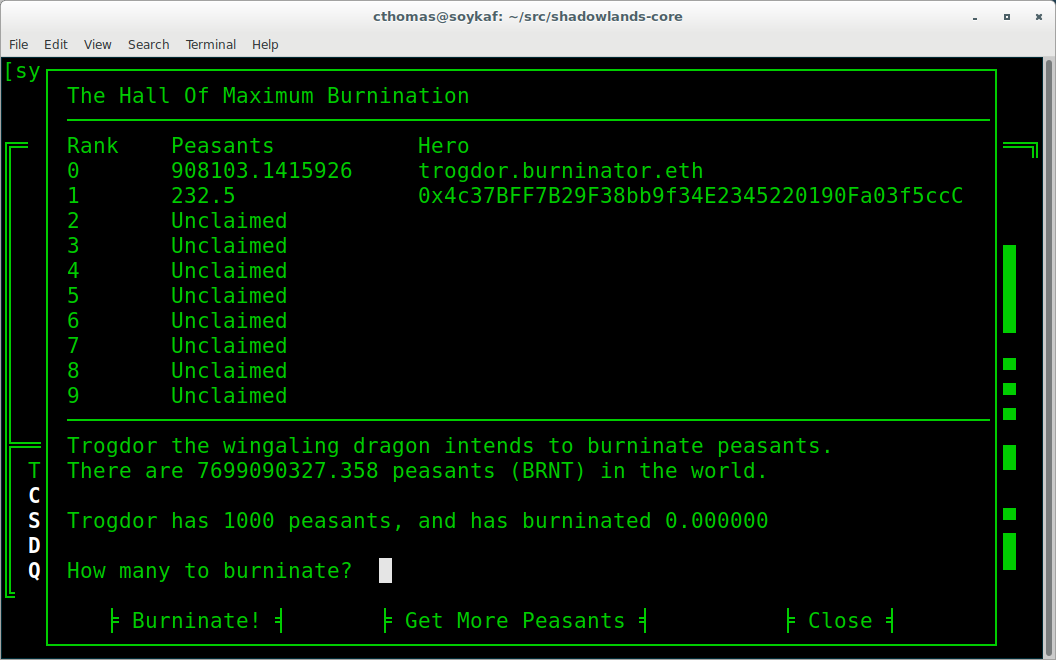 cthomas@soykaf: ~/src/shadowlands-core
File Edit View Search Terminal Help
[sy
The Hall Of Maximum Burnination
Rank Peasants Hero
0 908103.1415926 trogdor.burninator.eth
1 232.5 0x4c37BFF7B29F38bb9f34E2345220190Fa03f5ccC
2 Unclaimed
3 Unclaimed
4 Unclaimed
5 Unclaimed
6 Unclaimed
7 Unclaimed
8 Unclaimed
9 Unclaimed
Trogdor the wingaling dragon intends to burninate peasants.
T There are 7699090327.358 peasants (BRNT) in the world.
C
S Trogdor has 1000 peasants, and has burninated 0.000000
D
Q How many to burninate?
Burninate! Get More Peasants Close